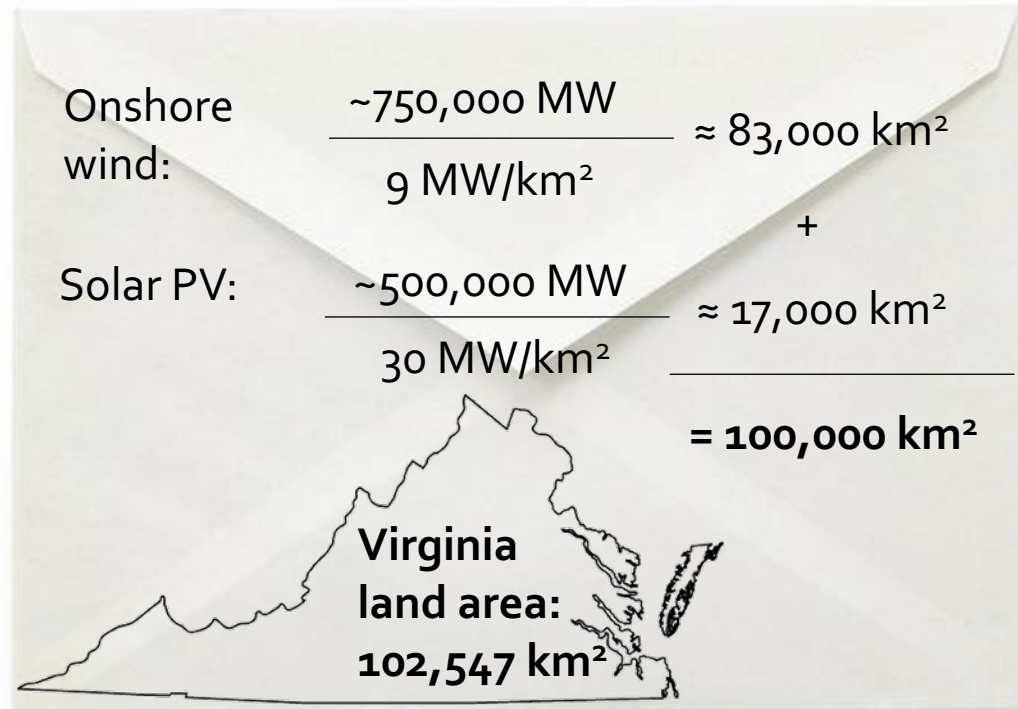 Onshore
wind:
~750,000 MW
9 MW/km²
≈ 83,000 km²
+
Solar PV:
~500,000 MW
30 MW/km²
≈ 17,000 km²
= 100,000 km²
Virginia
land area:
102,547 km²